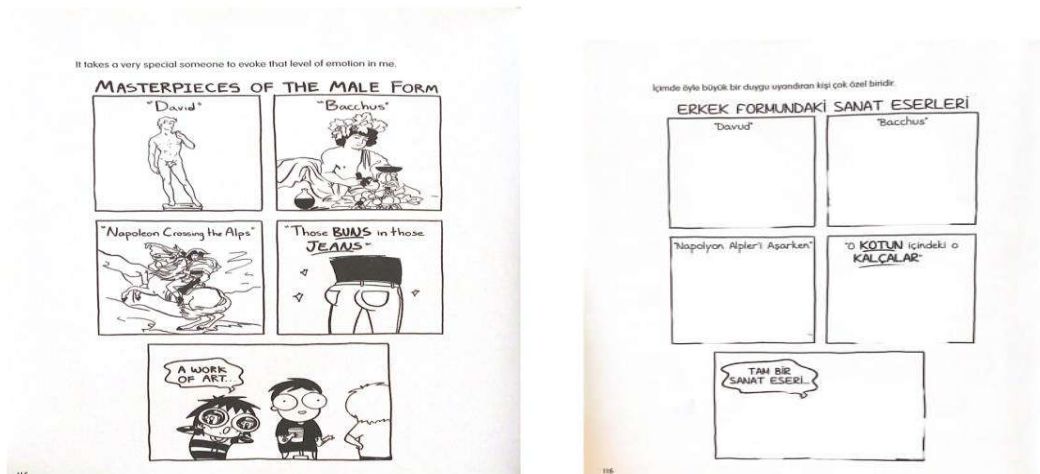 It takes a very special someone to evoke that level of emotion in me.
MASTERPIECES OF THE MALE FORM
"David"
"Bacchus"
"Napoleon Crossing the Alps"
"Those BUNS in those
JEANS"
A WORK
OF ART...
116
İçimde öyle büyük bir duygu uyandıran kişi çok özel biridir.
ERKEK FORMUNDAKİ SANAT ESERLERİ
"Davud"
"Bacchus"
"Napolyon Alpler'i Aşarken"
"O KOTUN içindeki o
KALÇALAR"
TAM BİR
SANAT ESERİ...
116